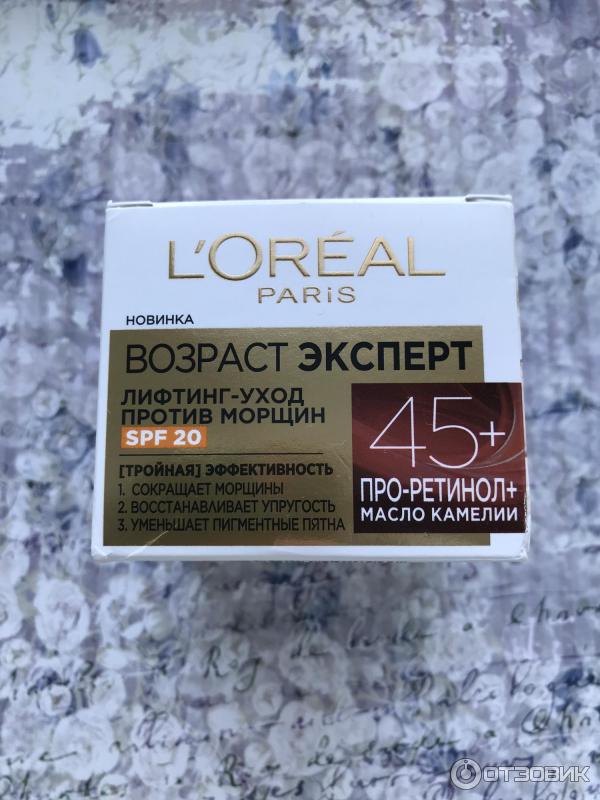 L'ORÉAL
PARIS
НОВИНКА
ВОЗРАСТ ЭКСПЕРТ
ЛИФТИНГ-УХОД
ПРОТИВ МОРЩИН
SPF 20
[ТРОЙНАЯ] ЭФФЕКТИВНОСТЬ
1. СОКРАЩАЕТ МОРЩИНЫ
2. ВОССТАНАВЛИВАЕТ УПРУГОСТЬ
3. УМЕНЬШАЕТ ПИГМЕНТНЫЕ ПЯТНА
45+
ПРО-РЕТИНОЛ+
МАСЛО КАМЕЛИИ
ОТЗОВИК